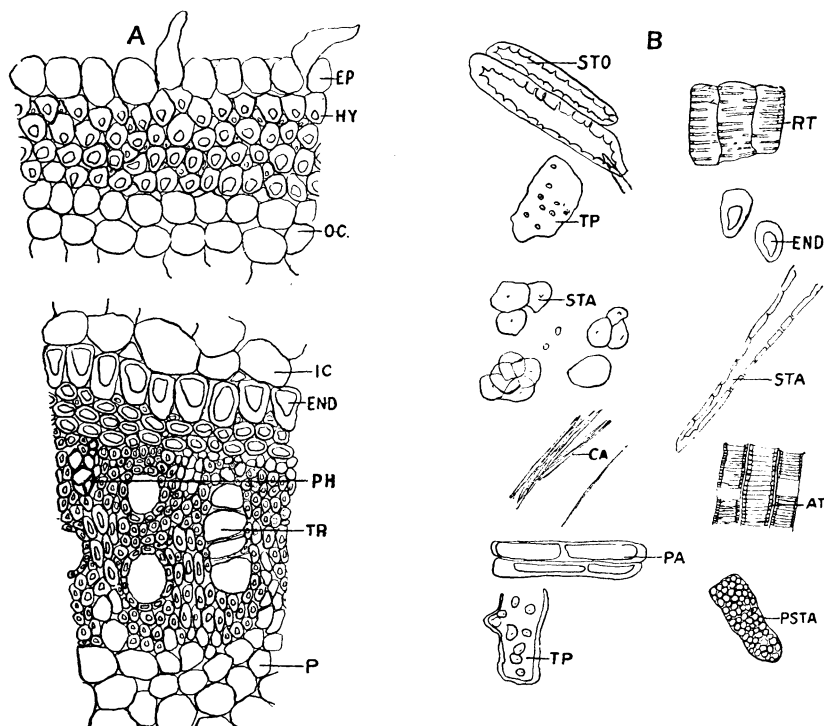 A
EP
HY
OC.
IC
END
PH
TR
P
B
STO
RT
TP
END
STA
STA
CA
AT
PA
PSTA
TP